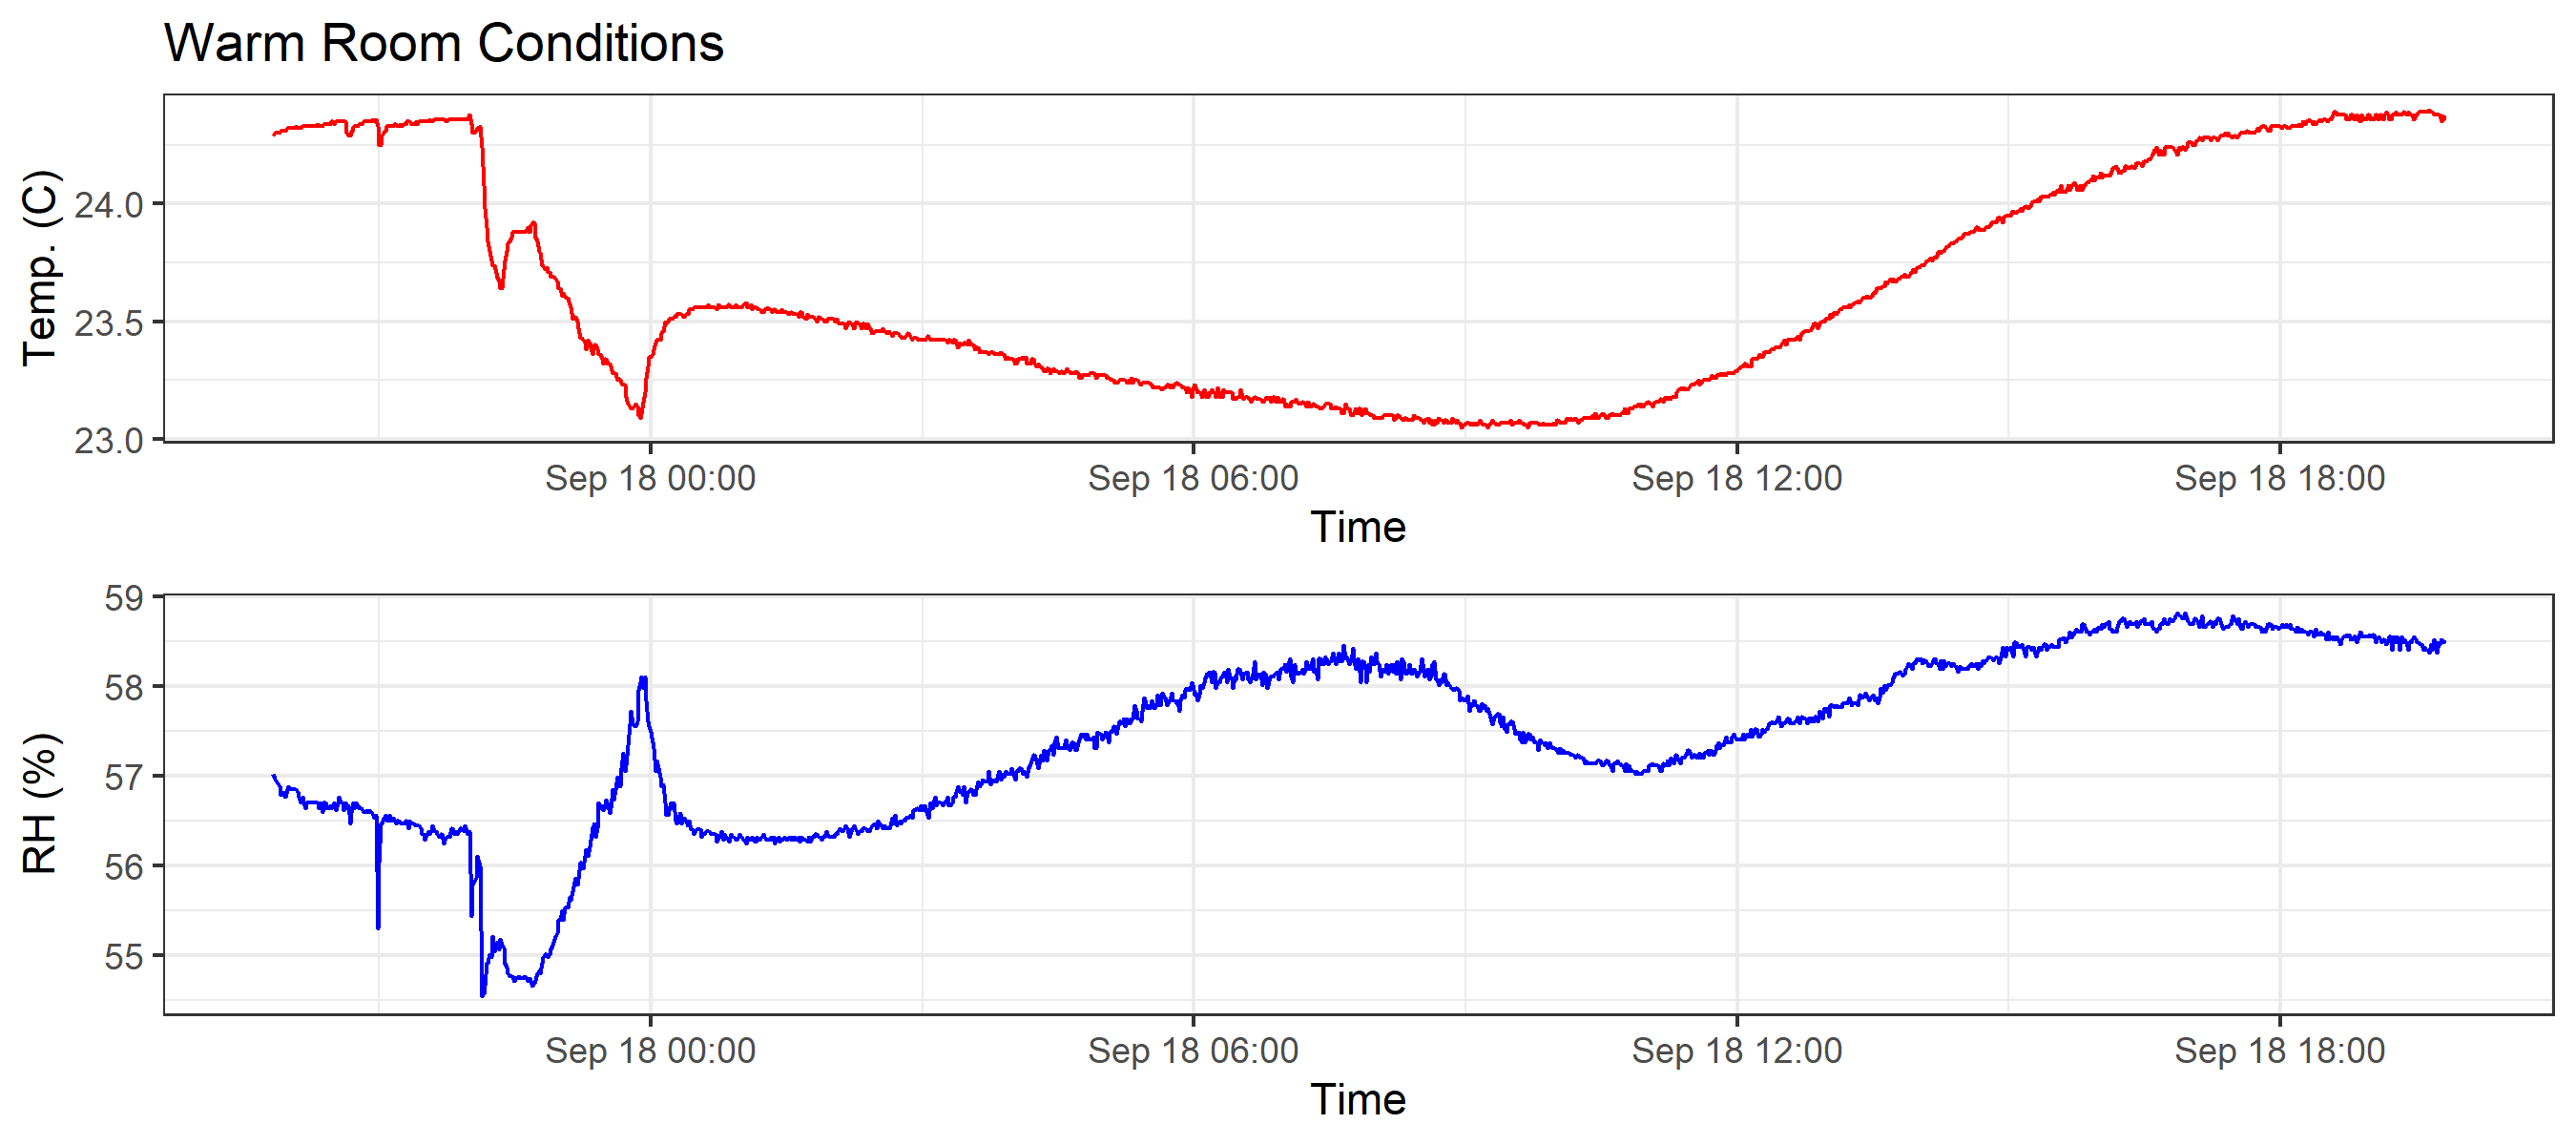 Warm Room Conditions
Temp. (C)
24.0
23.5
23.0
Sep 18 00:00 Sep 18 06:00 Sep 18 12:00 Sep 18 18:00
Time
RH (%)
59
58
57
56
55
Sep 18 00:00 Sep 18 06:00 Sep 18 12:00 Sep 18 18:00
Time